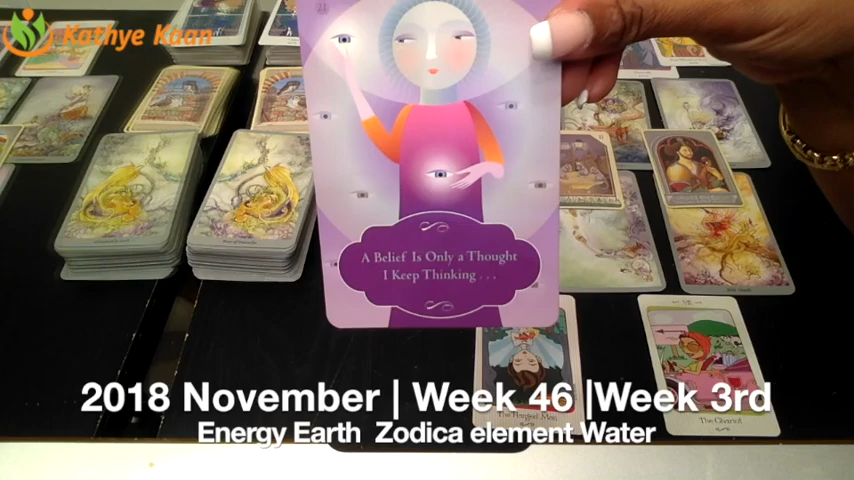 Kathye Kaan
A Belief Is Only a Thought
I Keep Thinking . . .
2018 November | Week 46 |Week 3rd
The Hanged Man
The Chariot
Energy Earth Zodica element Water